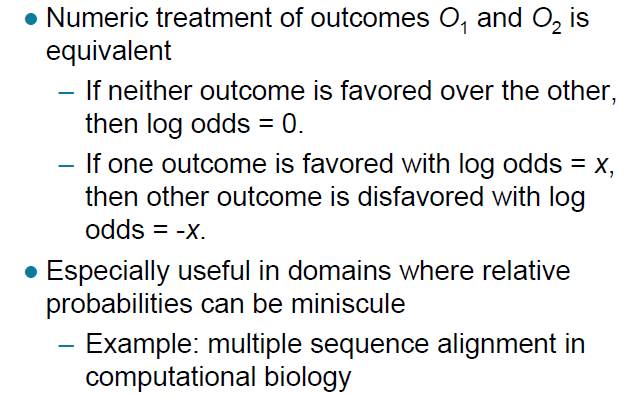 ● Numeric treatment of outcomes O₁ and O₂ is
equivalent
– If neither outcome is favored over the other,
then log odds = 0.
– If one outcome is favored with log odds = x,
then other outcome is disfavored with log
odds = -x.
● Especially useful in domains where relative
probabilities can be miniscule
– Example: multiple sequence alignment in
computational biology